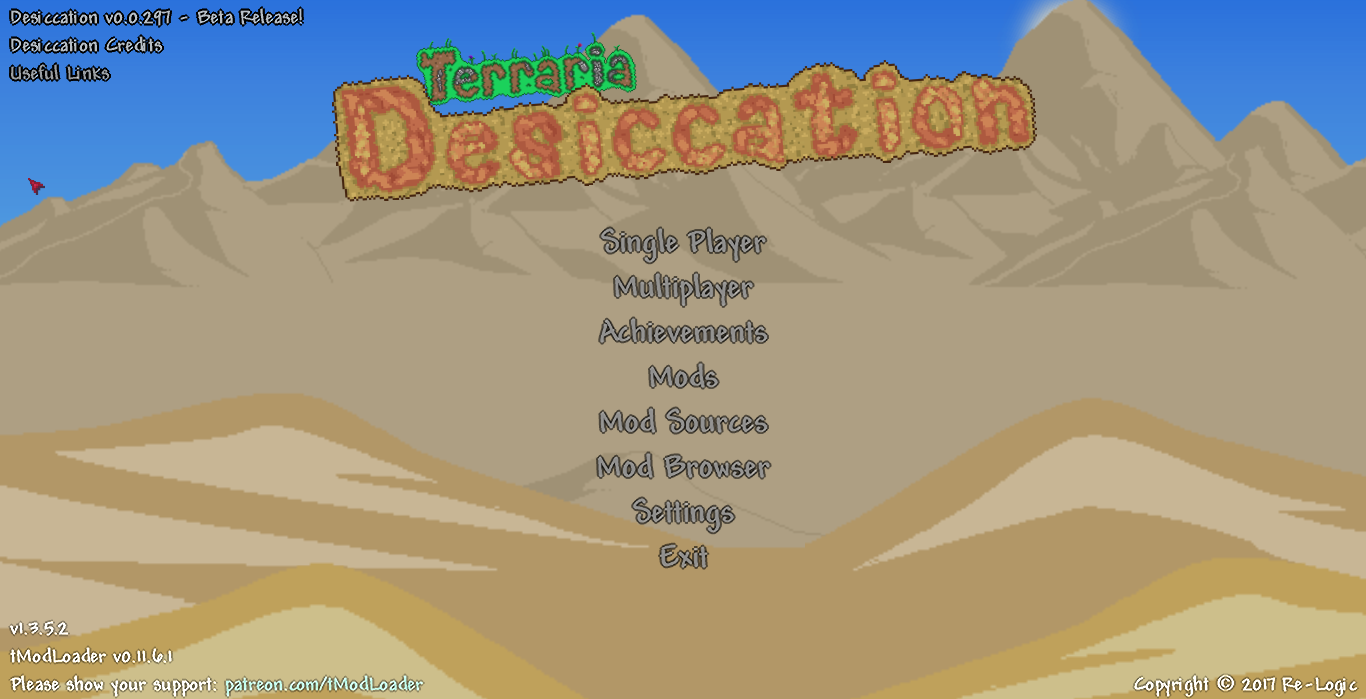 Desiccation v0.0.297 - Beta Release!
Desiccation Credits
Useful Links
Terraria
Desiccation
Single Player
Multiplayer
Achievements
Mods
Mod Sources
Mod Browser
Settings
Exit
v1.3.5.2
tModLoader v0.11.6.1
Please show your support: patreon.com/tModLoader
Copyright © 2017 Re-Logic